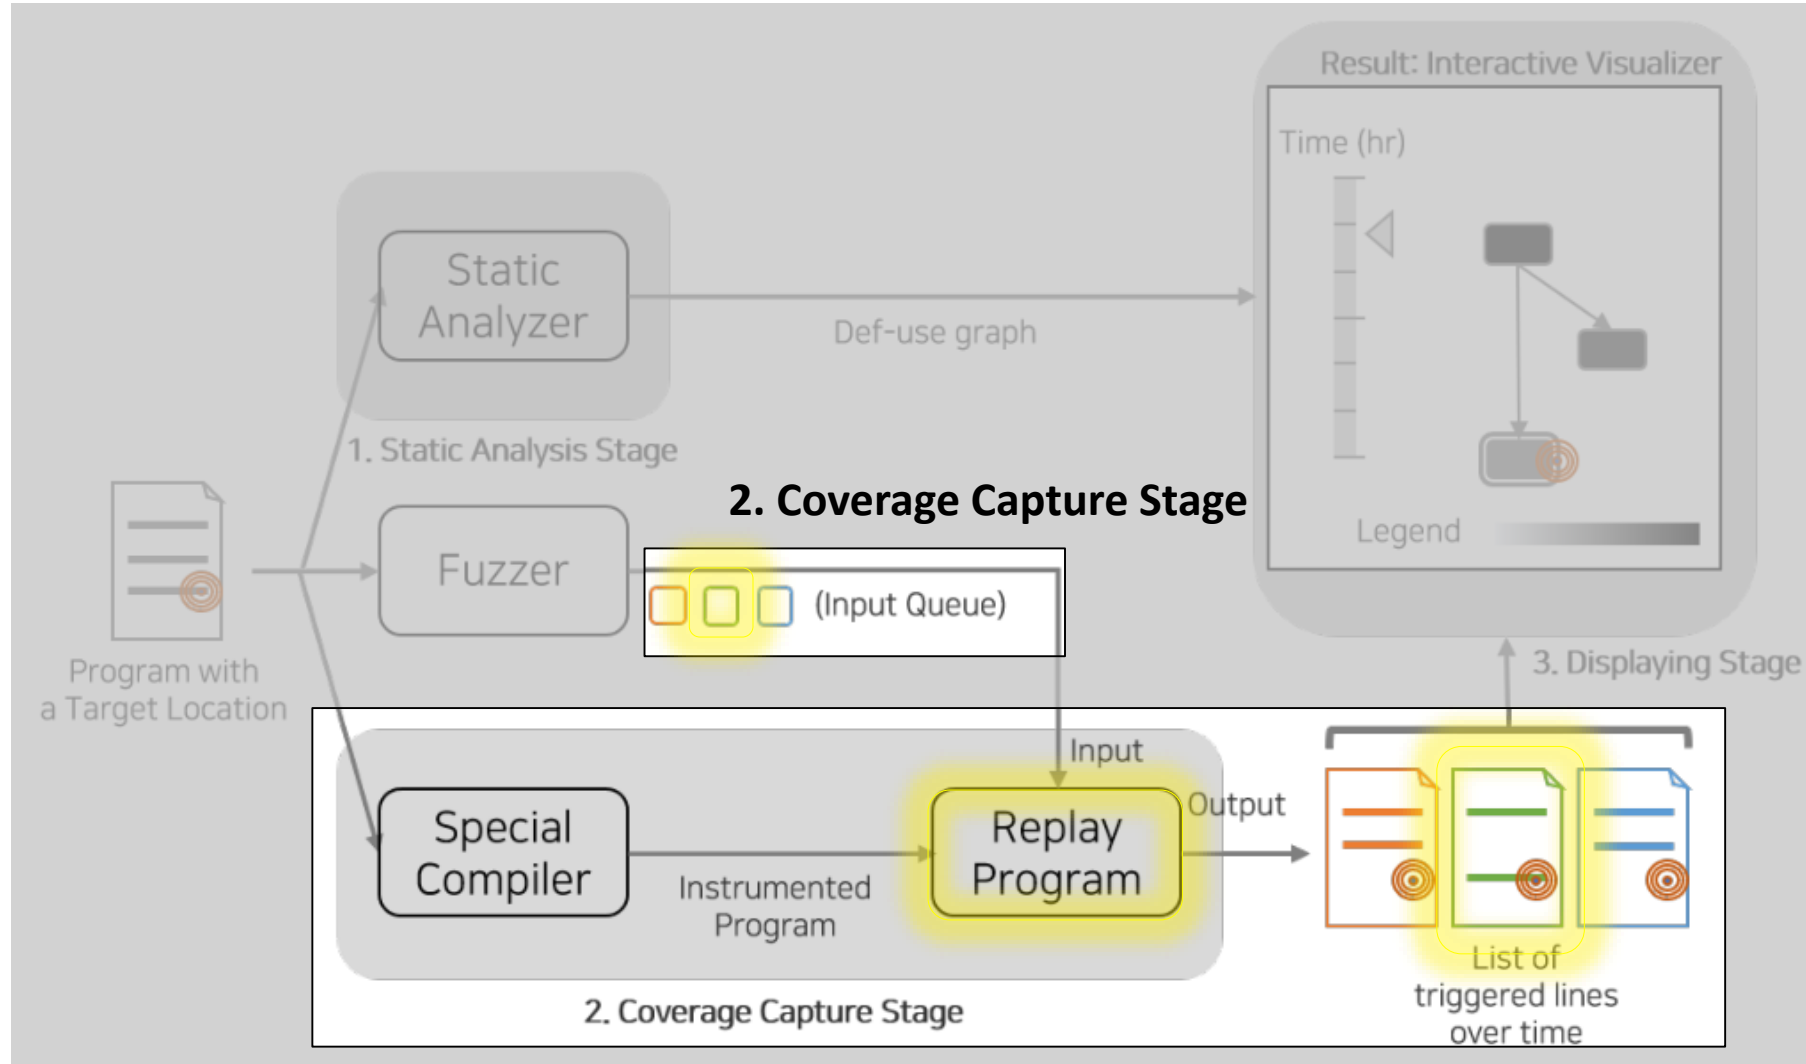 Result: Interactive Visualizer
Time (hr)
Static
Analyzer
Def-use graph
1. Static Analysis Stage
2. Coverage Capture Stage
Legend
Fuzzer
(Input Queue)
Program with
a Target Location
3. Displaying Stage
Input
Output
Special
Compiler
Instrumented
Program
Replay
Program
List of
triggered lines
over time
2. Coverage Capture Stage